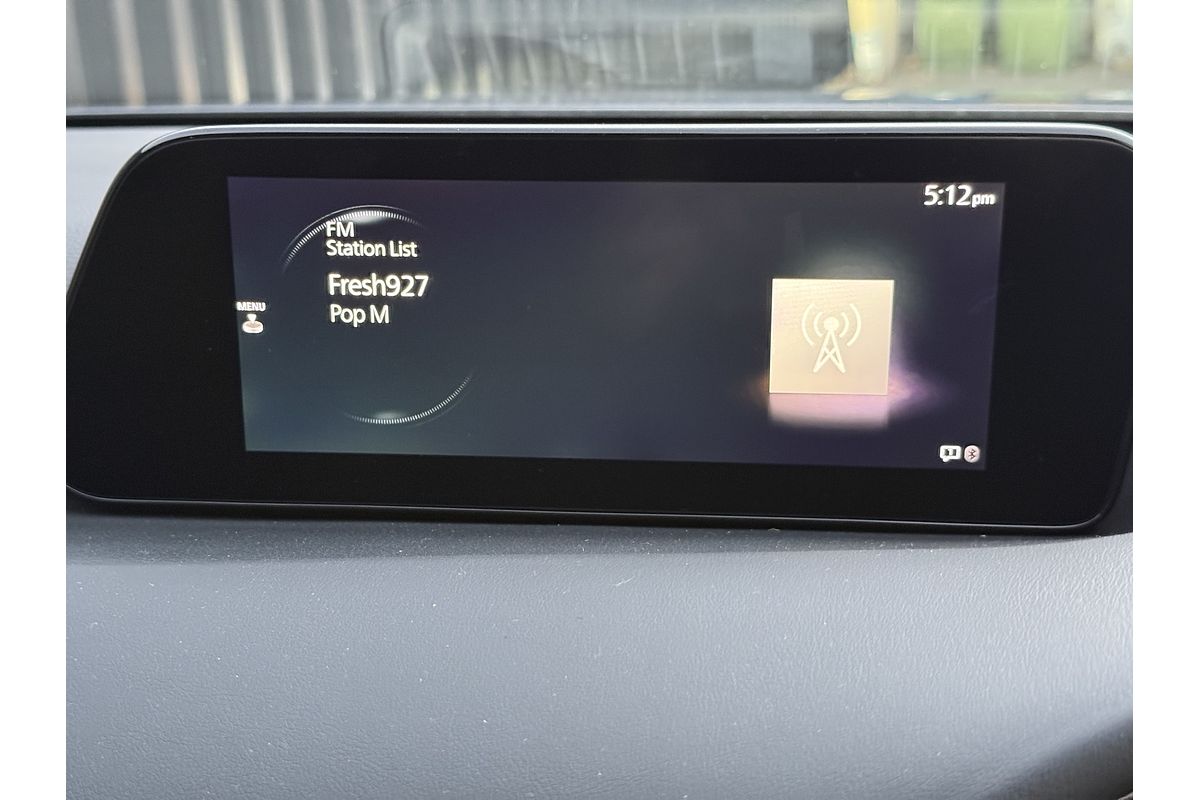 5:12pm
FM
Station List
Fresh927
Pop M
MENU